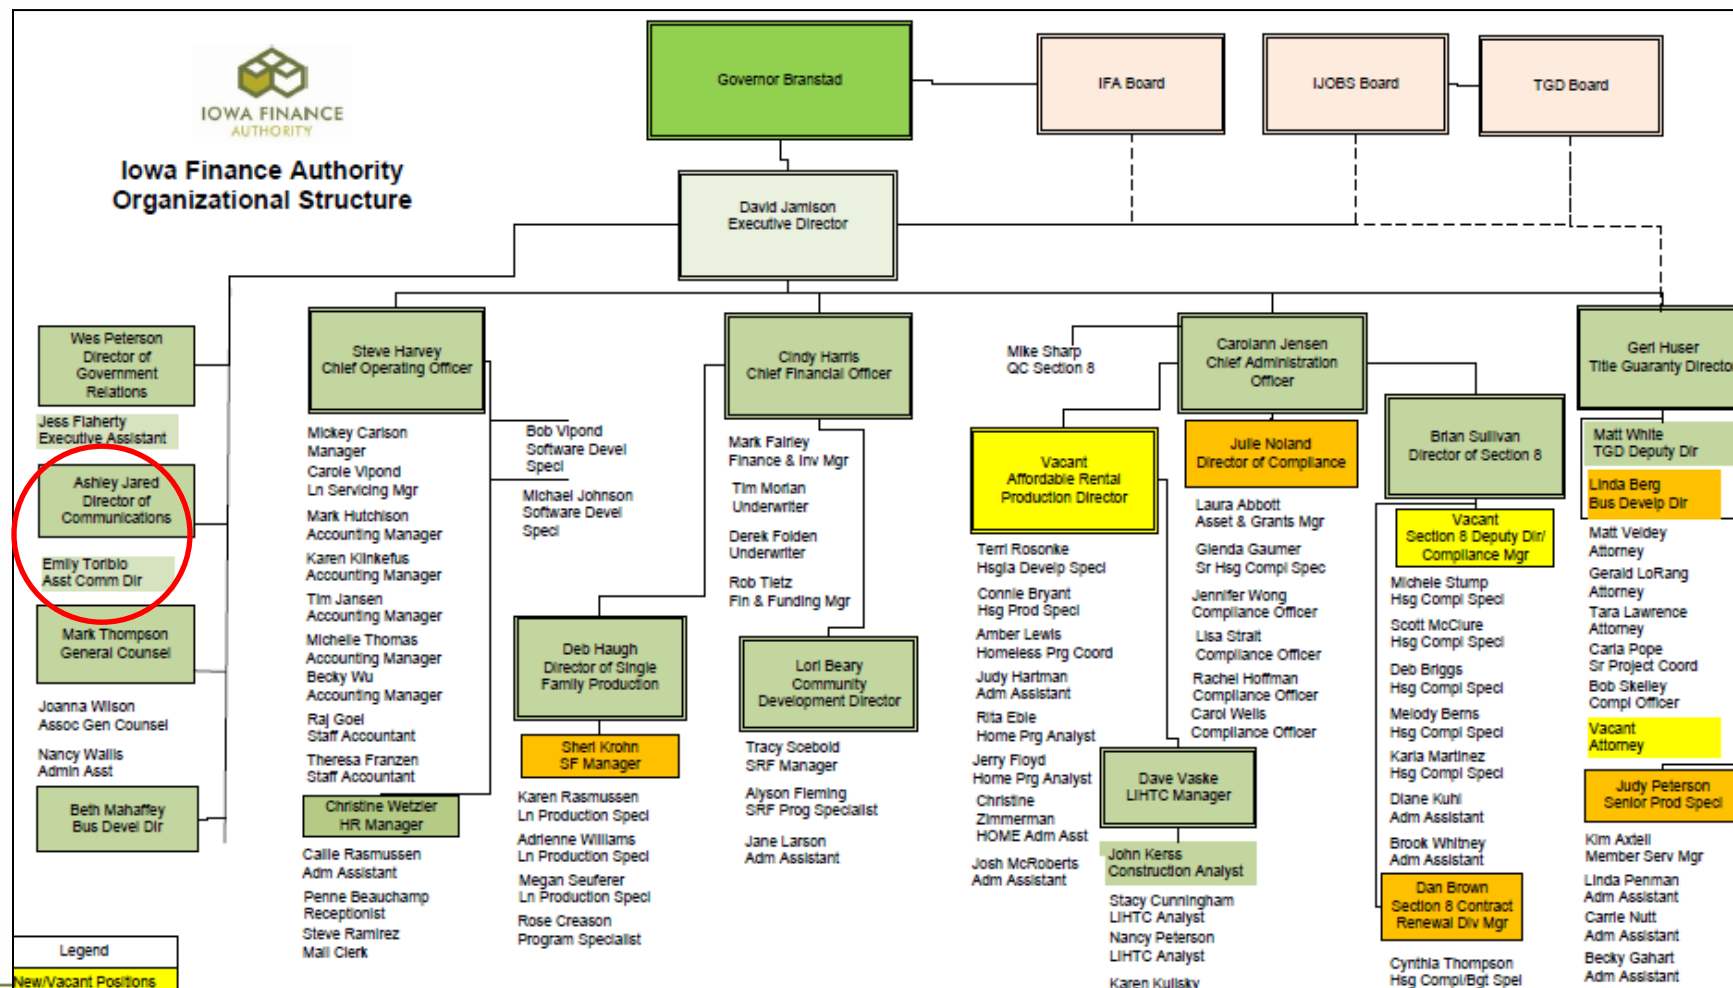 IOWA FINANCE
AUTHORITY
Iowa Finance Authority
Organizational Structure
Governor Branstad
IFA Board
IJOBS Board
TGD Board
David Jamison
Executive Director
Wes Peterson
Director of
Government
Relations
Jess Flaherty
Executive Assistant
Ashley Jared
Director of
Communications
Emily Toribio
Asst Comm Dir
Mark Thompson
General Counsel
Joanna Wilson
Assoc Gen Counsel
Nancy Wallis
Admin Asst
Beth Mahaffey
Bus Devel Dir
Legend
New/Vacant Positions
Steve Harvey
Chief Operating Officer
Mickey Carlson
Manager
Carole Vipond
Ln Servicing Mgr
Mark Hutchison
Accounting Manager
Karen Klinkefus
Accounting Manager
Tim Jansen
Accounting Manager
Michelle Thomas
Accounting Manager
Becky Wu
Accounting Manager
Raj Goel
Staff Accountant
Theresa Franzen
Staff Accountant
Christine Wetzler
HR Manager
Callie Rasmussen
Adm Assistant
Penne Beauchamp
Receptionist
Steve Ramirez
Mail Clerk
Bob Vipond
Software Devel
Specl
Michael Johnson
Software Devel
Specl
Cindy Harris
Chief Financial Officer
Mark Fairley
Finance & Inv Mgr
Tim Morlan
Underwriter
Derek Folden
Underwriter
Rob Tietz
Fin & Funding Mgr
Deb Haugh
Director of Single
Family Production
Sheri Krohn
SF Manager
Karen Rasmussen
Ln Production Specl
Adrienne Williams
Ln Production Specl
Megan Seuferer
Ln Production Specl
Rose Creason
Program Specialist
Lori Beary
Community
Development Director
Tracy Scebold
SRF Manager
Alyson Fleming
SRF Prog Specialist
Jane Larson
Adm Assistant
Mike Sharp
QC Section 8
Carolann Jensen
Chief Administration
Officer
Vacant
Affordable Rental
Production Director
Terri Rosonke
Hsgla Develp Specl
Connie Bryant
Hsg Prod Specl
Amber Lewis
Homeless Prg Coord
Judy Hartman
Adm Assistant
Rita Eble
Home Prg Analyst
Jerry Floyd
Home Prg Analyst
Christine
Zimmerman
HOME Adm Asst
Josh McRoberts
Adm Assistant
Julie Noland
Director of Compliance
Laura Abbott
Asset & Grants Mgr
Glenda Gaumer
Sr Hsg Compl Spec
Jennifer Wong
Compliance Officer
Lisa Strait
Compliance Officer
Rachel Hoffman
Compliance Officer
Carol Wells
Compliance Officer
Dave Vaske
LIHTC Manager
John Kerss
Construction Analyst
Stacy Cunningham
LIHTC Analyst
Nancy Peterson
LIHTC Analyst
Karen Kulisky
Brian Sullivan
Director of Section 8
Vacant
Section 8 Deputy Dir/
Compliance Mgr
Michele Stump
Hsg Compl Specl
Scott McClure
Hsg Compl Specl
Deb Briggs
Hsg Compl Specl
Melody Berns
Hsg Compl Specl
Karla Martinez
Hsg Compl Specl
Diane Kuhl
Adm Assistant
Brook Whitney
Adm Assistant
Dan Brown
Section 8 Contract
Renewal Div Mgr
Cynthia Thompson
Hsg Compl/Bgt Spel
Geri Huser
Title Guaranty Directo
Matt White
TGD Deputy Dir
Linda Berg
Bus Develp Dir
Matt Veldey
Attorney
Gerald LoRang
Attorney
Tara Lawrence
Attorney
Carla Pope
Sr Project Coord
Bob Skelley
Compl Officer
Vacant
Attorney
Judy Peterson
Senior Prod Specl
Kim Axtell
Member Serv Mgr
Linda Penman
Adm Assistant
Carrie Nutt
Adm Assistant
Becky Gahart
Adm Assistant